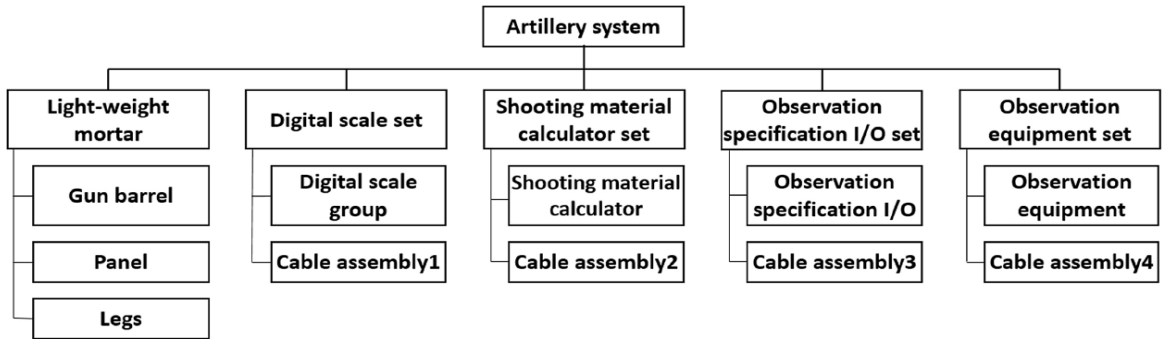 Artillery system
Light-weight
mortar
Digital scale set
Shooting material
calculator set
Observation
specification I/O set
Observation
equipment set
Gun barrel
Digital scale
group
Shooting material
calculator
Observation
specification I/O
Observation
equipment
Panel
Cable assembly1
Cable assembly2
Cable assembly3
Cable assembly4
Legs